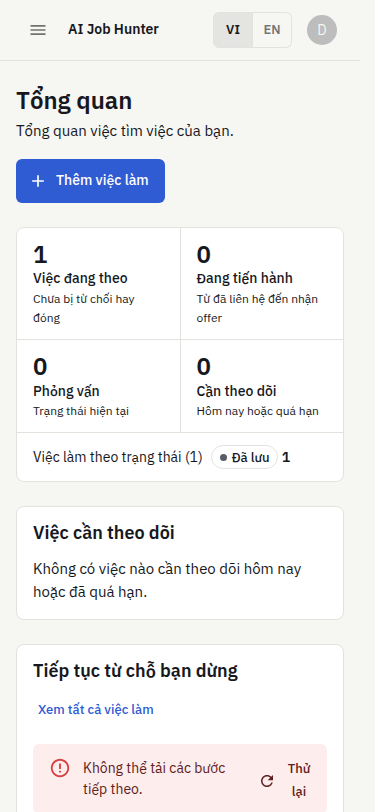 AI Job Hunter
VI EN
D
Tổng quan
Tổng quan việc tìm việc của bạn.
Thêm việc làm
1
Việc đang theo
Chưa bị từ chối hay
đóng
0
Đang tiến hành
Từ đã liên hệ đến nhận
offer
0
Phỏng vấn
Trạng thái hiện tại
0
Cần theo dõi
Hôm nay hoặc quá hạn
Việc làm theo trạng thái (1) Đã lưu 1
Việc cần theo dõi
Không có việc nào cần theo dõi hôm nay
hoặc đã quá hạn.
Tiếp tục từ chỗ bạn dừng
Xem tất cả việc làm
Không thể tải các bước
tiếp theo.
Thử
lại